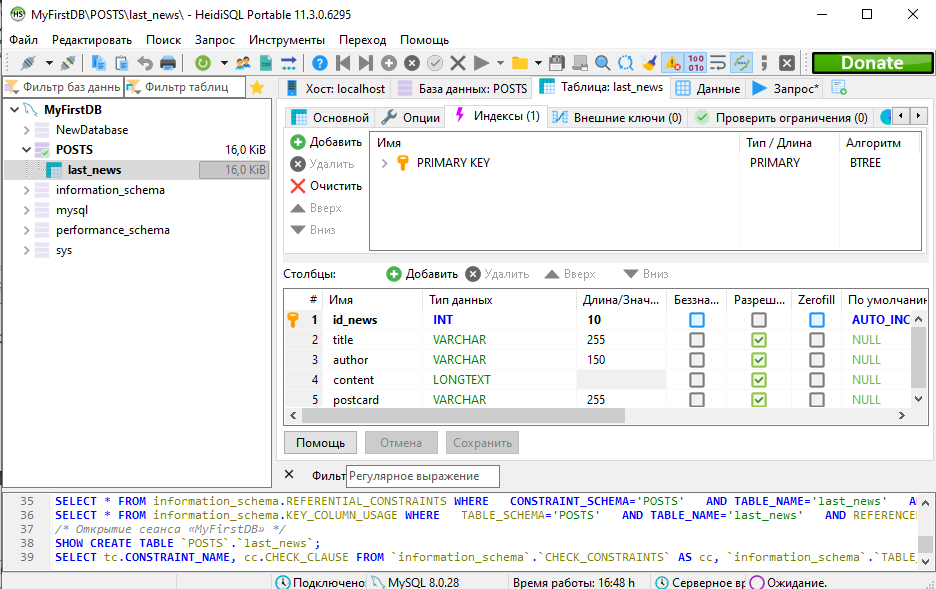 MyFirstDB\POSTS\last_news\ - HeidiSQL Portable 11.3.0.6295
Файл Редактировать Поиск Запрос Инструменты Переход Помощь
Donate
Фильтр баз данны Фильтр таблиц
Хост: localhost База данных: POSTS Таблица: last_news Данные Запрос*
MyFirstDB
NewDatabase
POSTS 16,0 KiB
last_news 16,0 KiB
information_schema
mysql
performance_schema
sys
Основной Опции Индексы (1) Внешние ключи (0) Проверить ограничения (0)
Добавить
Удалить
Очистить
Вверх
Вниз
Имя Тип / Длина Алгоритм
PRIMARY KEY PRIMARY BTREE
Столбцы: Добавить Удалить Вверх Вниз
# Имя Тип данных Длина/Знач... Беззна... Разреш... Zerofill По умолчани
1 id_news INT 10 AUTO_INC
2 title VARCHAR 255 NULL
3 author VARCHAR 150 NULL
4 content LONGTEXT NULL
5 postcard VARCHAR 255 NULL
Помощь Отмена Сохранить
Фильт Регулярное выражение
35 SELECT * FROM information_schema.REFERENTIAL_CONSTRAINTS WHERE CONSTRAINT_SCHEMA='POSTS' AND TABLE_NAME='last_news'
36 SELECT * FROM information_schema.KEY_COLUMN_USAGE WHERE TABLE_SCHEMA='POSTS' AND TABLE_NAME='last_news' AND REFERENCE
37 /* Открытие сеанса «MyFirstDB» */
38 SHOW CREATE TABLE `POSTS`.`last_news`;
39 SELECT tc.CONSTRAINT_NAME, cc.CHECK_CLAUSE FROM `information_schema`.`CHECK_CONSTRAINTS` AS cc, `information_schema`.`TABLE_
Подключено: MySQL 8.0.28 Время работы: 16:48 h Серверное вр Ожидание.